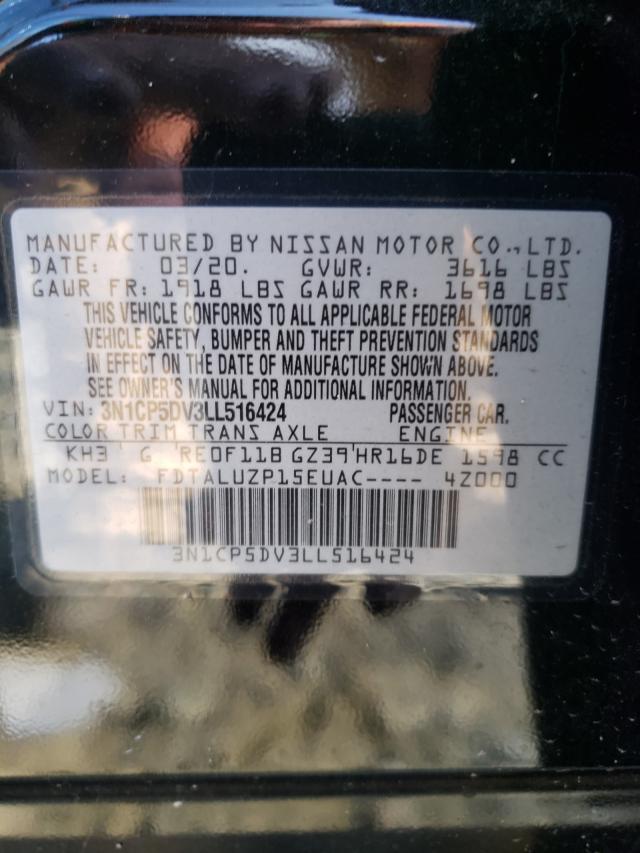 MANUFACTURED BY NISSAN MOTOR CO.,LTD.
DATE: 03/20. GVWR: 3616 LBS
GAWR FR: 1918 LBS GAWR RR: 1698 LBS
THIS VEHICLE CONFORMS TO ALL APPLICABLE FEDERAL MOTOR
VEHICLE SAFETY, BUMPER AND THEFT PREVENTION STANDARDS
IN EFFECT ON THE DATE OF MANUFACTURE SHOWN ABOVE.
SEE OWNER'S MANUAL FOR ADDITIONAL INFORMATION.
VIN: 3N1CP5DV3LL516424 PASSENGER CAR.
COLOR TRIM TRANS AXLE ENGINE
KH3 G RE0F11B GZ39 HR16DE 1598 CC
MODEL: FDTALUZP15EUAC---- 4Z000
3N1CP5DV3LL516424